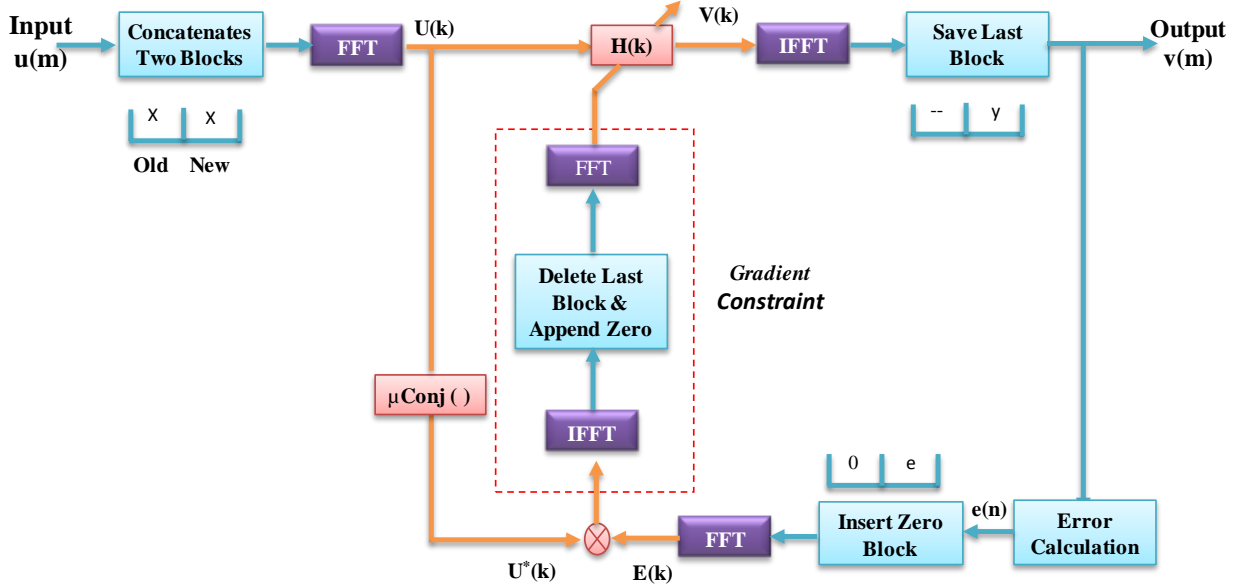 Input
u(m)
Concatenates
Two Blocks
FFT
U(k)
H(k)
V(k)
IFFT
Save Last
Block
Output
v(m)
X X
Old New
-- y
FFT
Delete Last
Block &
Append Zero
Gradient
Constraint
μConj ( )
IFFT
0 e
U*(k)
E(k)
FFT
Insert Zero
Block
e(n)
Error
Calculation